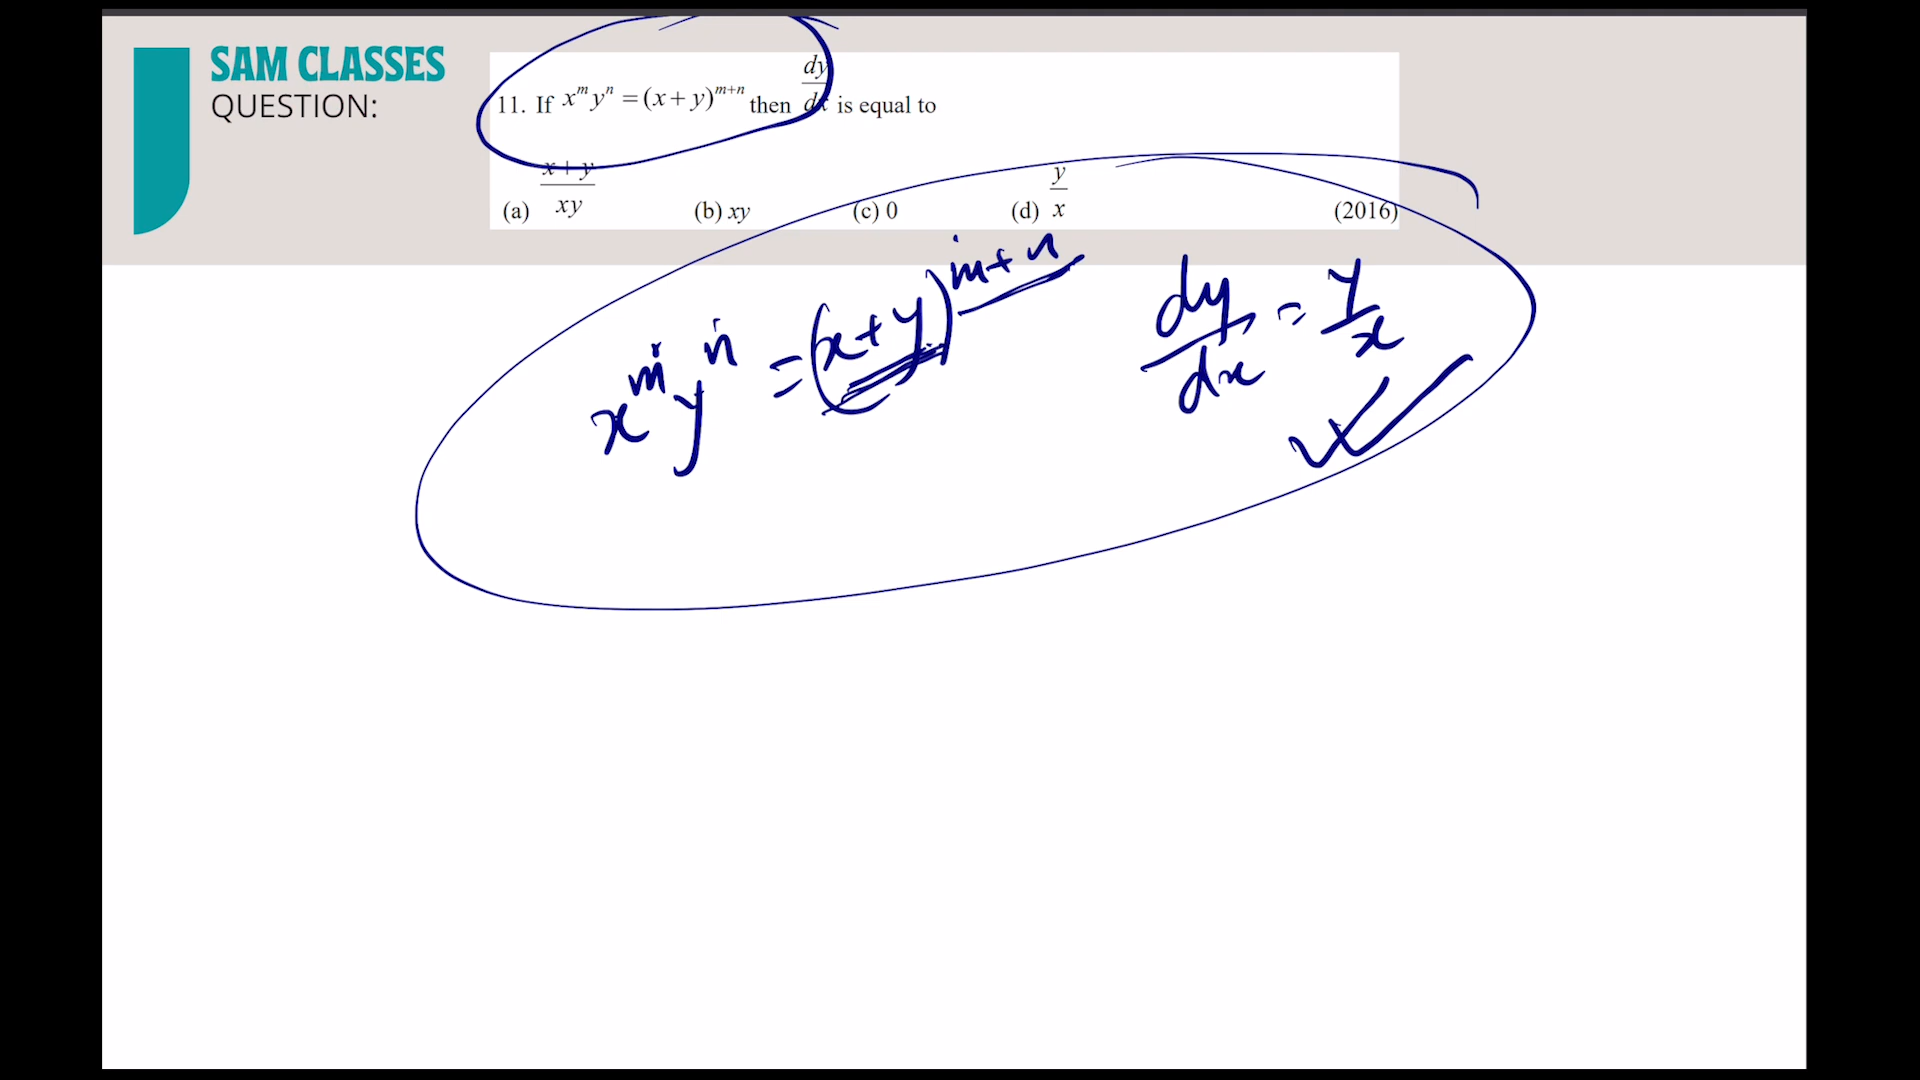 SAM CLASSES
QUESTION:
11. If x^m y^n = (x + y)^{m+n} then dy/dx is equal to
(a) x + y/xy (b) xy (c) 0 (d) y/x (2016)
x^m y^n = (x+y)^{m+n} dy/dx = y/x